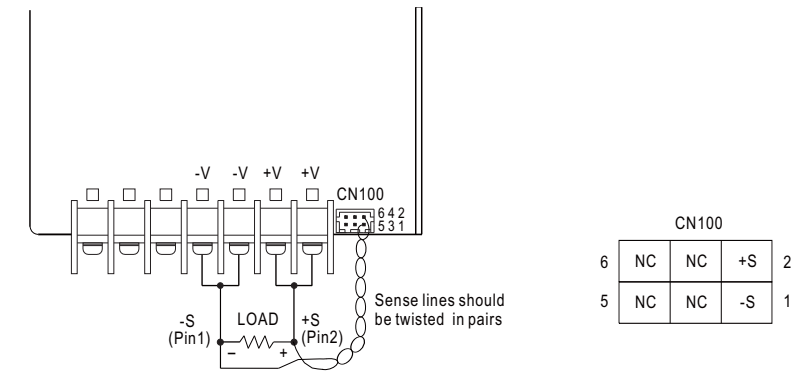 -V -V +V +V
CN100
6 4 2
5 3 1
-S
(Pin1)
LOAD
+S
(Pin2)
– +
Sense lines should
be twisted in pairs
CN100
6 NC NC +S 2
5 NC NC -S 1